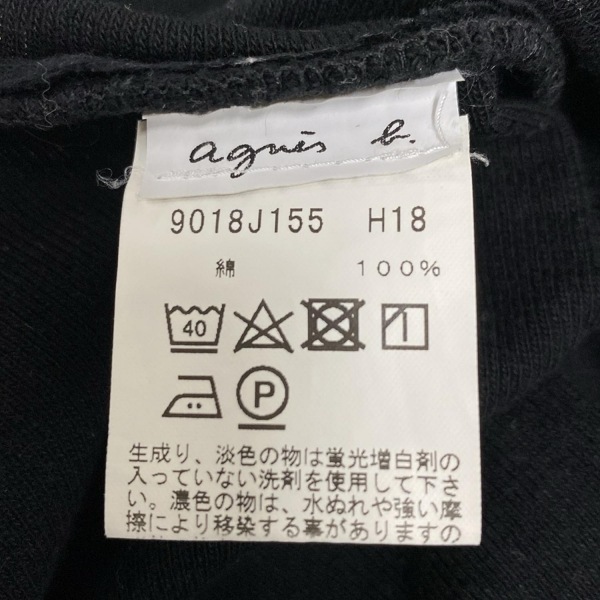 agnès b.
9018J155 H18
綿 100%
40
P
生成り、淡色の物は蛍光増白剤の
入っていない洗剤を使用して下さ
い。濃色の物は、水ぬれや強い摩
擦により移染する事がありますの